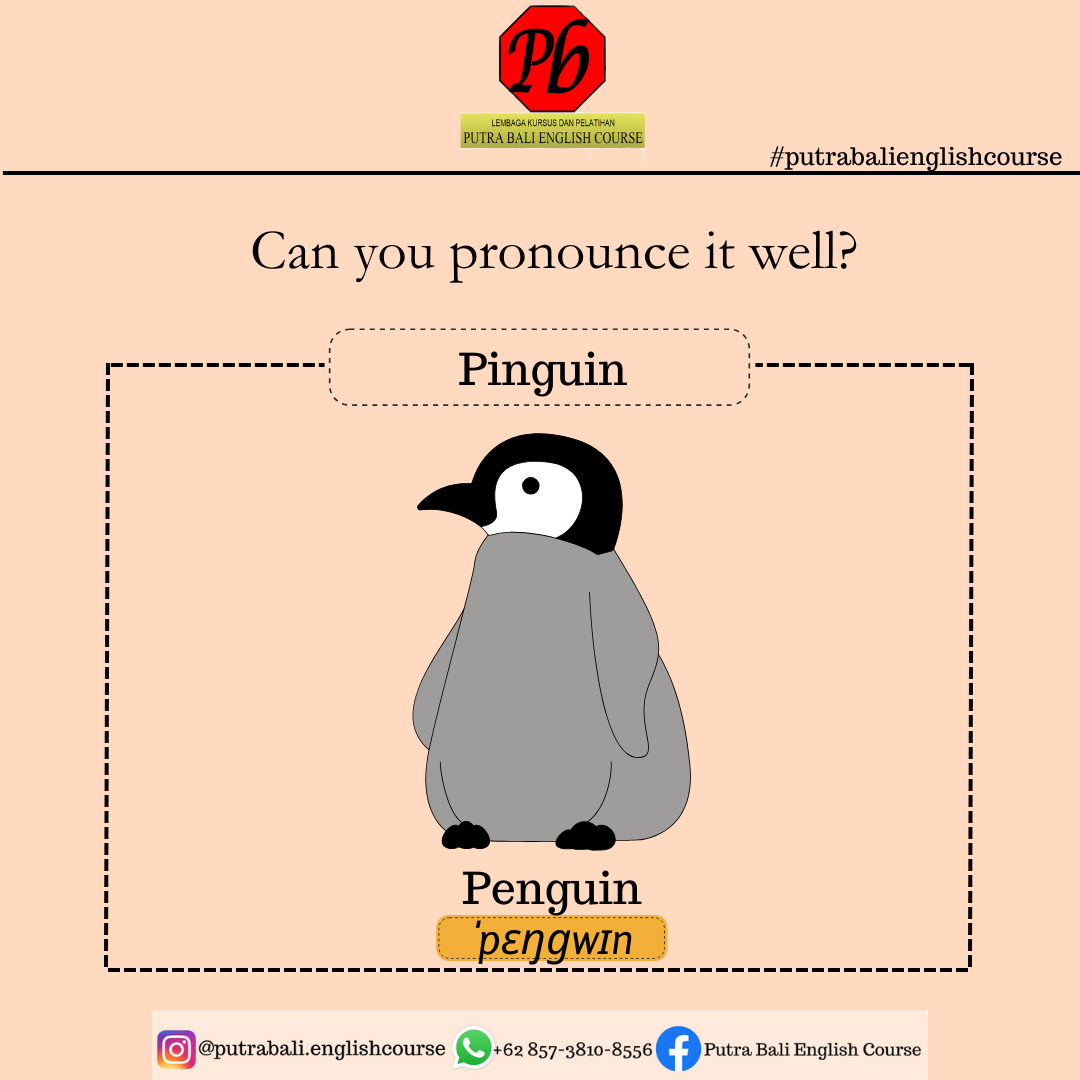 Pb
LEMBAGA KURSUS DAN PELATIHAN
PUTRA BALI ENGLISH COURSE
#putrabalienglishcourse
Can you pronounce it well?
Pinguin
Penguin
ˈpɛŋgwɪn
@putrabali.englishcourse +62 857-3810-8556 Putra Bali English Course